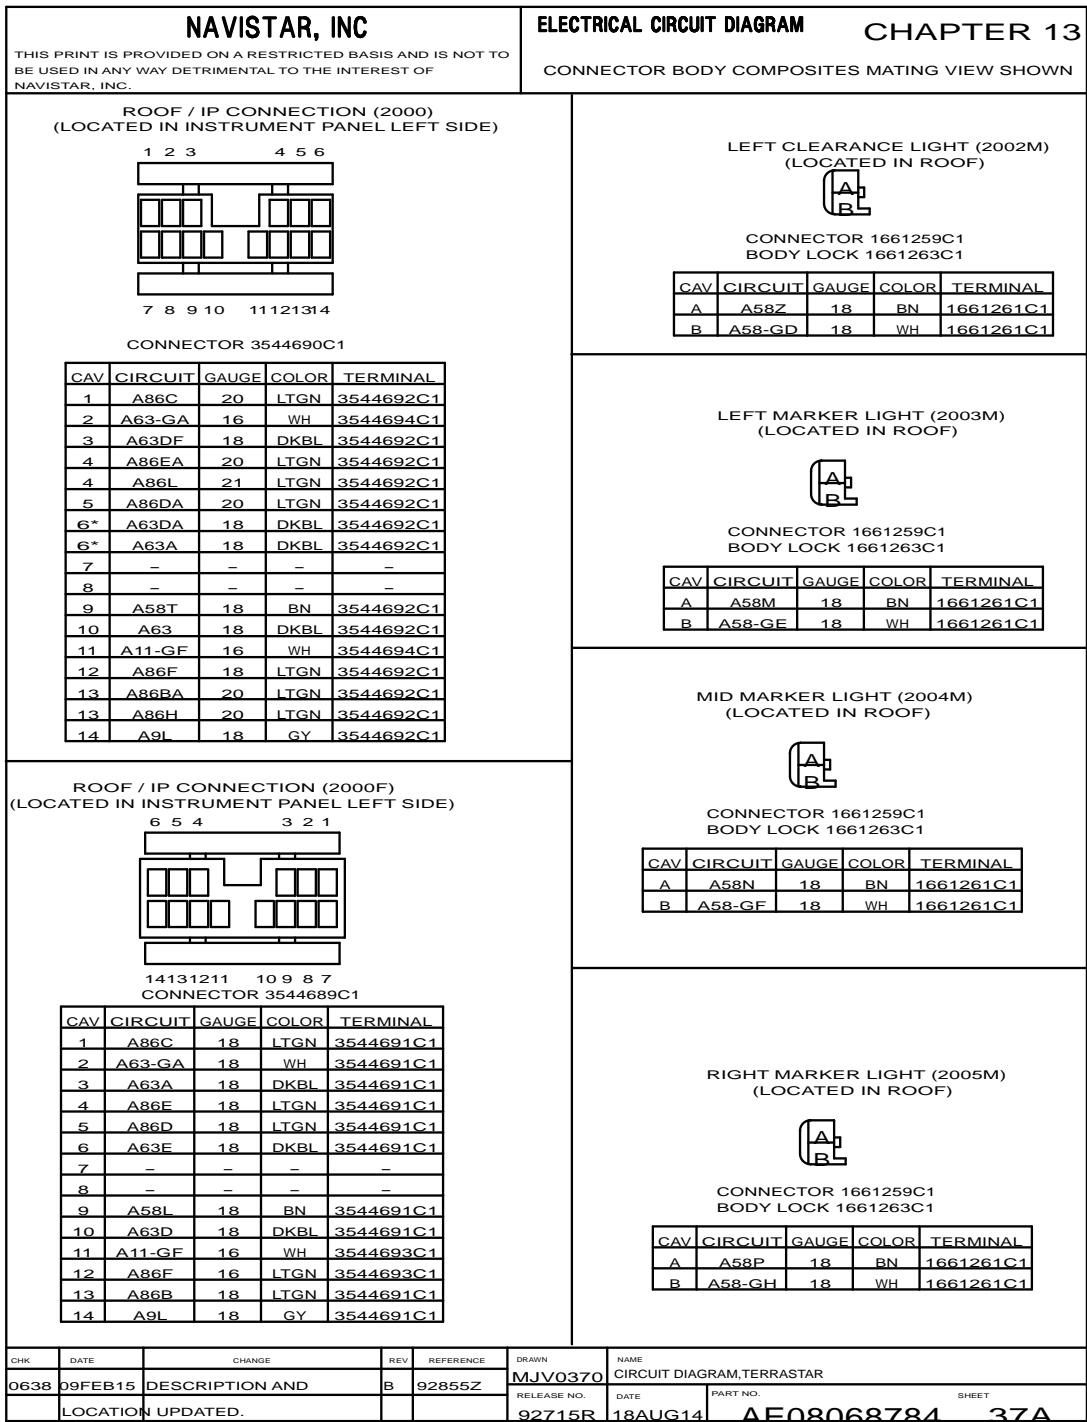 NAVISTAR, INC
THIS PRINT IS PROVIDED ON A RESTRICTED BASIS AND IS NOT TO
BE USED IN ANY WAY DETRIMENTAL TO THE INTEREST OF
NAVISTAR, INC.
ELECTRICAL CIRCUIT DIAGRAM
CHAPTER 13
CONNECTOR BODY COMPOSITES MATING VIEW SHOWN
ROOF / IP CONNECTION (2000)
(LOCATED IN INSTRUMENT PANEL LEFT SIDE)
1 2 3 4 5 6
7 8 9 10 11 12 13 14
CONNECTOR 3544690C1
CAV CIRCUIT GAUGE COLOR TERMINAL
1 A86C 20 LTGN 3544692C1
2 A63-GA 16 WH 3544694C1
3 A63DF 18 DKBL 3544692C1
4 A86EA 20 LTGN 3544692C1
4 A86L 21 LTGN 3544692C1
5 A86DA 20 LTGN 3544692C1
6* A63DA 18 DKBL 3544692C1
6* A63A 18 DKBL 3544692C1
7 – – – –
8 – – – –
9 A58T 18 BN 3544692C1
10 A63 18 DKBL 3544692C1
11 A11-GF 16 WH 3544694C1
12 A86F 18 LTGN 3544692C1
13 A86BA 20 LTGN 3544692C1
13 A86H 20 LTGN 3544692C1
14 A9L 18 GY 3544692C1
ROOF / IP CONNECTION (2000F)
(LOCATED IN INSTRUMENT PANEL LEFT SIDE)
6 5 4 3 2 1
14 13 12 11 10 9 8 7
CONNECTOR 3544689C1
CAV CIRCUIT GAUGE COLOR TERMINAL
1 A86C 18 LTGN 3544691C1
2 A63-GA 18 WH 3544691C1
3 A63A 18 DKBL 3544691C1
4 A86E 18 LTGN 3544691C1
5 A86D 18 LTGN 3544691C1
6 A63E 18 DKBL 3544691C1
7 – – – –
8 – – – –
9 A58L 18 BN 3544691C1
10 A63D 18 DKBL 3544691C1
11 A11-GF 16 WH 3544693C1
12 A86F 16 LTGN 3544693C1
13 A86B 18 LTGN 3544691C1
14 A9L 18 GY 3544691C1
LEFT CLEARANCE LIGHT (2002M)
(LOCATED IN ROOF)
A
B
CONNECTOR 1661259C1
BODY LOCK 1661263C1
CAV CIRCUIT GAUGE COLOR TERMINAL
A A58Z 18 BN 1661261C1
B A58-GD 18 WH 1661261C1
LEFT MARKER LIGHT (2003M)
(LOCATED IN ROOF)
A
B
CONNECTOR 1661259C1
BODY LOCK 1661263C1
CAV CIRCUIT GAUGE COLOR TERMINAL
A A58M 18 BN 1661261C1
B A58-GE 18 WH 1661261C1
MID MARKER LIGHT (2004M)
(LOCATED IN ROOF)
A
B
CONNECTOR 1661259C1
BODY LOCK 1661263C1
CAV CIRCUIT GAUGE COLOR TERMINAL
A A58N 18 BN 1661261C1
B A58-GF 18 WH 1661261C1
RIGHT MARKER LIGHT (2005M)
(LOCATED IN ROOF)
A
B
CONNECTOR 1661259C1
BODY LOCK 1661263C1
CAV CIRCUIT GAUGE COLOR TERMINAL
A A58P 18 BN 1661261C1
B A58-GH 18 WH 1661261C1
CHK DATE CHANGE REV REFERENCE
0638 09FEB15 DESCRIPTION AND B 92855Z
LOCATION UPDATED.
DRAWN NAME
MJV0370 CIRCUIT DIAGRAM,TERRASTAR
RELEASE NO. DATE PART NO. SHEET
92715R 18AUG14 AE08068784 37A